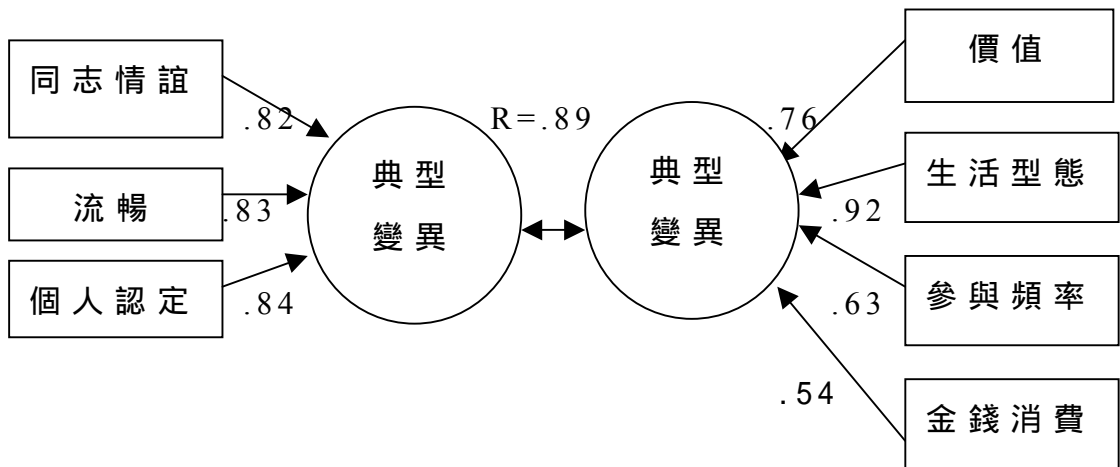 價值
同志情誼
.82
R=.89
.76
典型
變異
典型
變異
生活型態
流暢
.83
.92
個人認定
.84
參與頻率
.63
.54
金錢消費